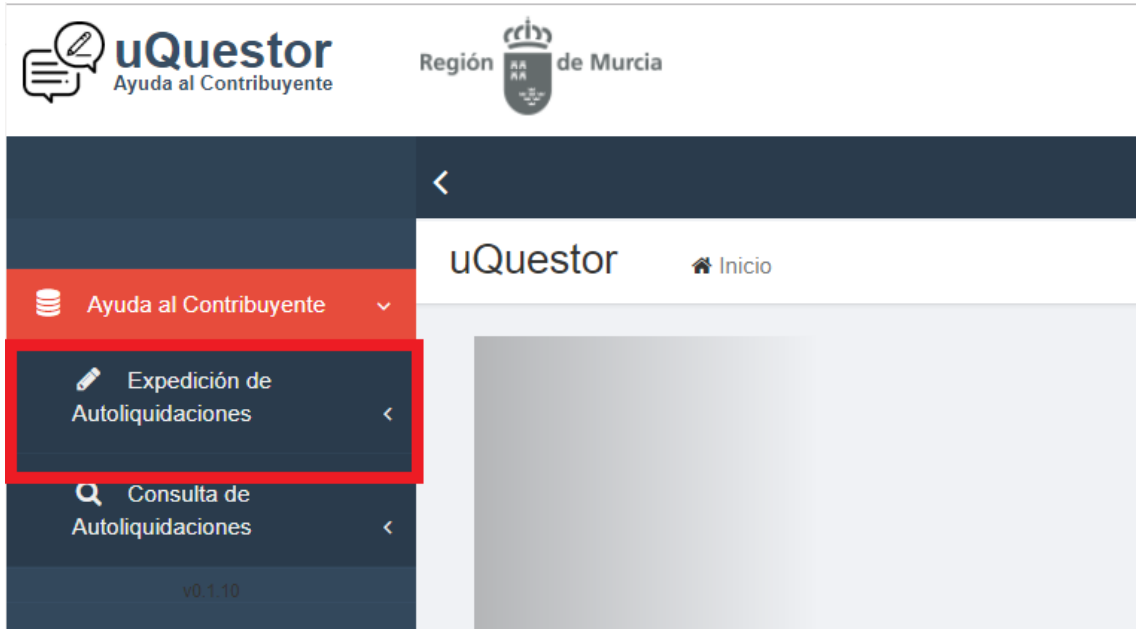 uQuestor
Ayuda al Contribuyente
Región de Murcia
uQuestor Inicio
Ayuda al Contribuyente
Expedición de
Autoliquidaciones
Consulta de
Autoliquidaciones
v0.1.10